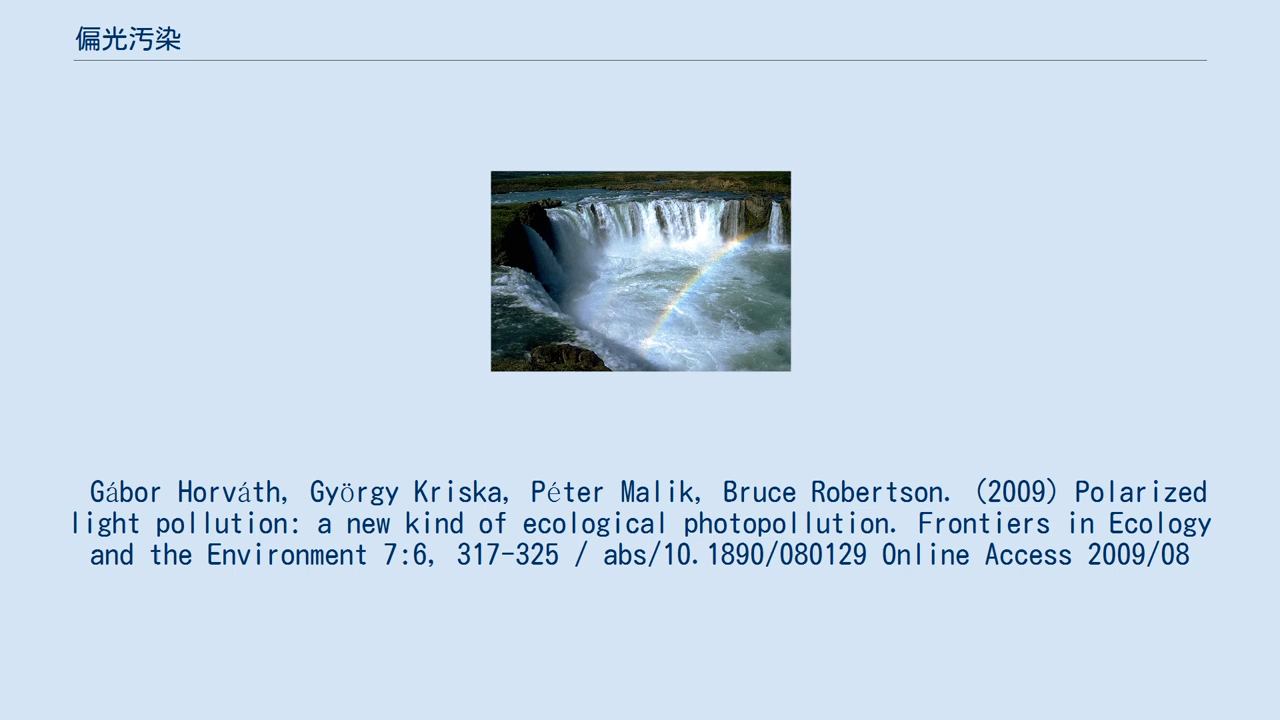 偏光汚染
Gábor Horváth, György Kriska, Péter Malik, Bruce Robertson. (2009) Polarized
light pollution: a new kind of ecological photopollution. Frontiers in Ecology
and the Environment 7:6, 317-325 / abs/10.1890/080129 Online Access 2009/08